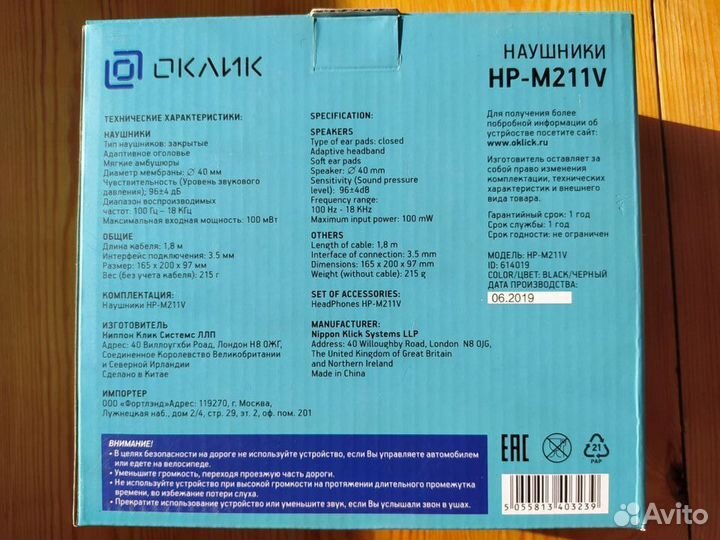 ОКЛИК
НАУШНИКИ
HP-M211V
ТЕХНИЧЕСКИЕ ХАРАКТЕРИСТИКИ:
НАУШНИКИ
Тип наушников: закрытые
Адаптивное оголовье
Мягкие амбушюры
Диаметр мембраны: ∅ 40 мм
Чувствительность (Уровень звукового
давления); 96±4 дБ
Диапазон воспроизводимых
частот: 100 Гц – 18 КГц
Максимальная входная мощность: 100 мВт
ОБЩИЕ
Длина кабеля: 1,8 м
Интерфейс подключения: 3.5 мм
Размер: 165 x 200 x 97 мм
Вес (без учета кабеля): 215 г
КОМПЛЕКТАЦИЯ:
Наушники HP-M211V
ИЗГОТОВИТЕЛЬ
Ниппон Клик Системс ЛЛП
Адрес: 40 Виллоугхби Роад, Лондон Н8 ОЖГ,
Соединенное Королевство Великобритании
и Северной Ирландии
Сделано в Китае
ИМПОРТЕР
ООО «Фортлэнд»Адрес: 119270, г. Москва,
Лужнецкая наб., дом 2/4, стр. 29, эт. 2, оф. пом. 201
SPECIFICATION:
SPEAKERS
Type of ear pads: closed
Adaptive headband
Soft ear pads
Speaker: ∅ 40 mm
Sensitivity (Sound pressure
level): 96±4dB
Frequency range:
100 Hz - 18 KHz
Maximum input power: 100 mW
OTHERS
Length of cable: 1,8 m
Interface of connection: 3.5 mm
Dimensions: 165 x 200 x 97 mm
Weight (without cable): 215 g
SET OF ACCESSORIES:
HeadPhones HP-M211V
MANUFACTURER:
Nippon Klick Systems LLP
Address: 40 Willoughby Road, London N8 0JG,
The United Kingdom of Great Britain
and Northern Ireland
Made in China
Для получения более
побробной информации об
устрйостве посетите сайт:
www.oklick.ru
Изготовитель оставляет за
собой право изменения
комплектации, технических
характеристик и внешнего
вида товара.
Гарантийный срок: 1 год
Срок службы: 1 год
Срок годности: не ограничен
МОДЕЛЬ: HP-M211V
ID: 614019
COLOR/ЦВЕТ: BLACK/ЧЕРНЫЙ
ДАТА ПРОИЗВОДСТВА:
06.2019
ВНИМАНИЕ!
• В целях безопасности на дороге не используйте устройство, если Вы управляете автомобилем
или едете на велосипеде.
• Уменьшите громкость, переходя проезжую часть дороги.
• Не используйте устройство при высокой громкости на протяжении длительного промежутка
времени, во избежание потери слуха.
• Прекратите использование устройство или уменьшите звук, если Вы услышали звон в ушах.
EAC
21
PAP
5 055813 403239
Avito